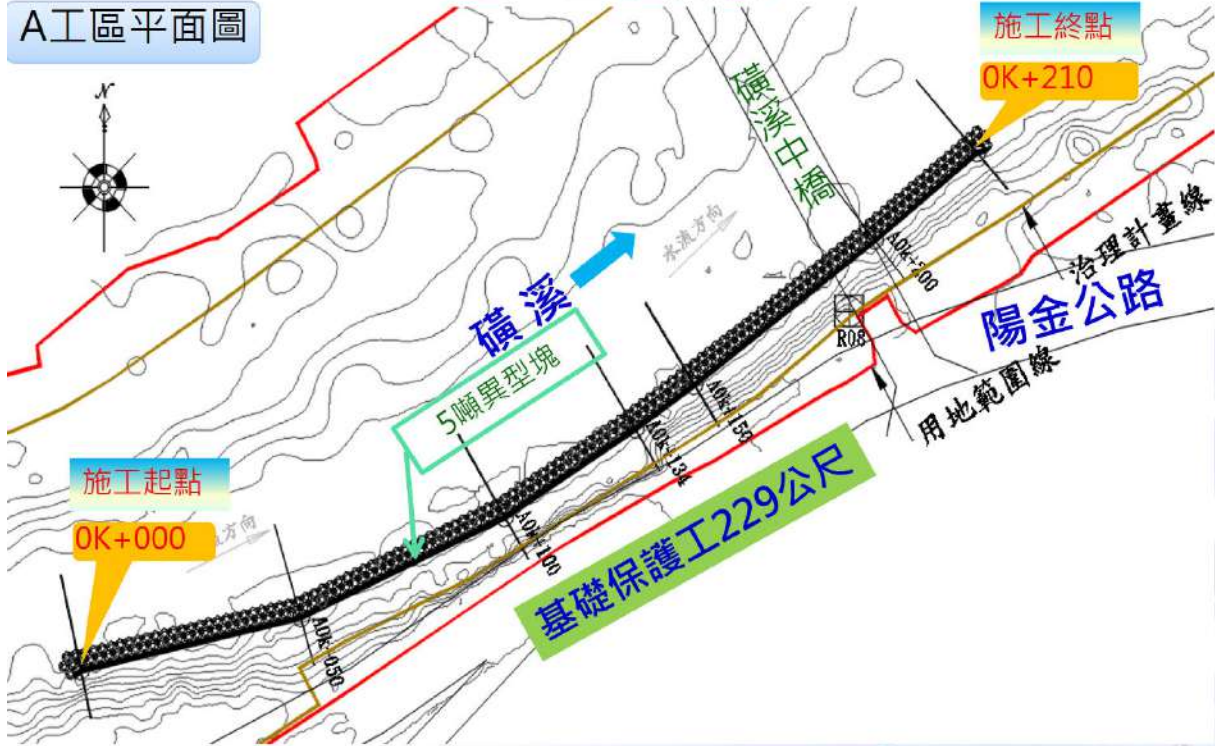 A工區平面圖
N
施工終點
0K+210
磺溪中橋
水流方向
治理計畫線
A0K+200
磺溪
陽金公路
R08
用地範圍線
5噸異型塊
A0K+150
A0K+134
基礎保護工229公尺
施工起點
0K+000
流方向
A0K+100
A0K+050